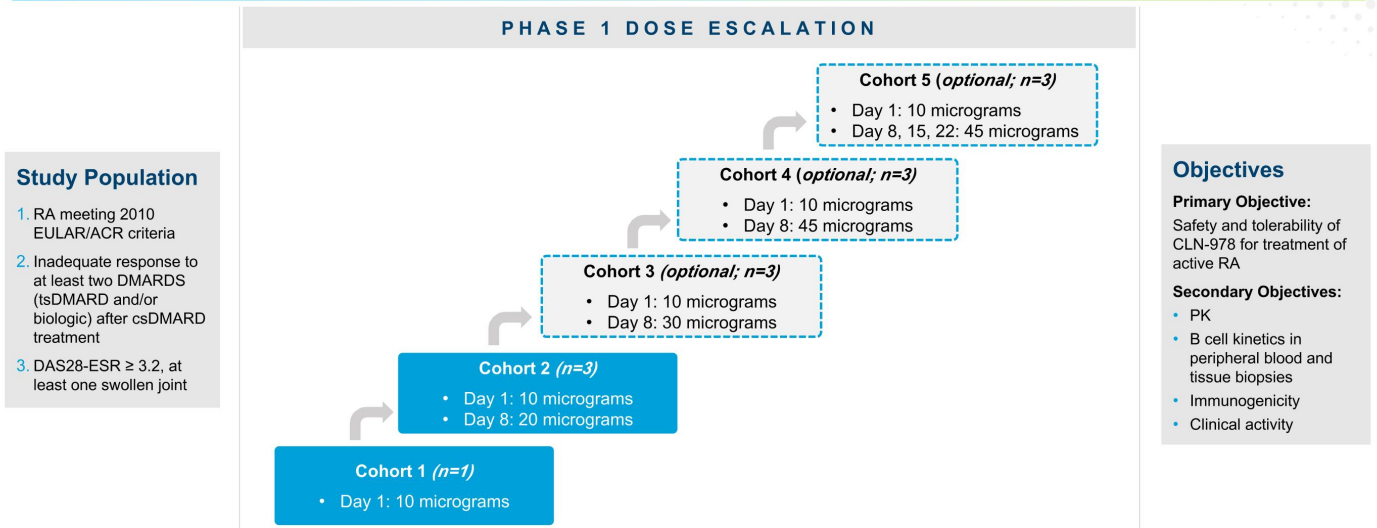 PHASE 1 DOSE ESCALATION
Study Population
1. RA meeting 2010
EULAR/ACR criteria
2. Inadequate response to
at least two DMARDS
(tsDMARD and/or
biologic) after csDMARD
treatment
3. DAS28-ESR ≥ 3.2, at
least one swollen joint
Cohort 5 (optional; n=3)
• Day 1: 10 micrograms
• Day 8, 15, 22: 45 micrograms
Cohort 4 (optional; n=3)
• Day 1: 10 micrograms
• Day 8: 45 micrograms
Cohort 3 (optional; n=3)
• Day 1: 10 micrograms
• Day 8: 30 micrograms
Cohort 2 (n=3)
• Day 1: 10 micrograms
• Day 8: 20 micrograms
Cohort 1 (n=1)
• Day 1: 10 micrograms
Objectives
Primary Objective:
Safety and tolerability of
CLN-978 for treatment of
active RA
Secondary Objectives:
• PK
• B cell kinetics in
peripheral blood and
tissue biopsies
• Immunogenicity
• Clinical activity